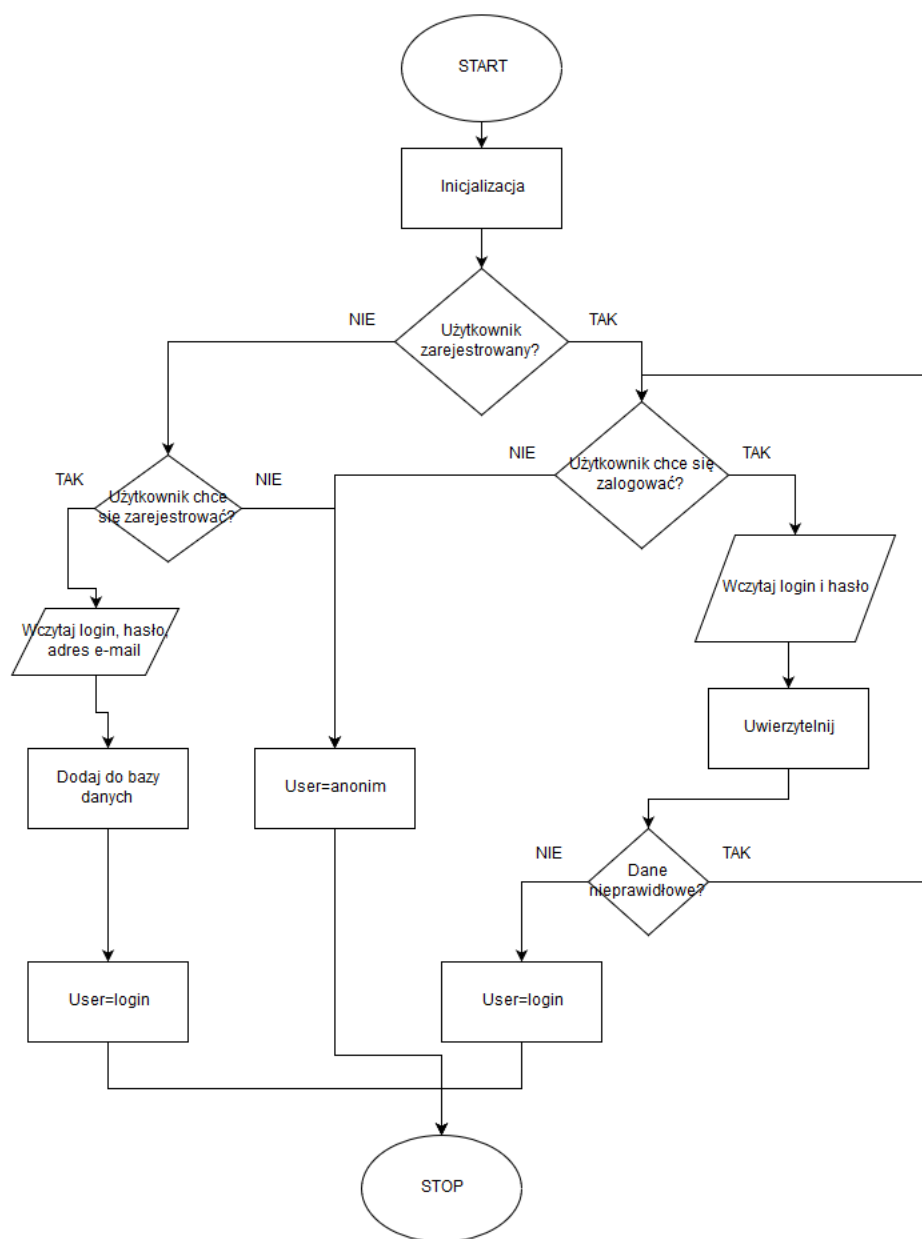 START
Inicjalizacja
NIE
TAK
Użytkownik
zarejestrowany?
TAK
NIE
Użytkownik chce
się zarejestrować?
NIE
TAK
Użytkownik chce się
zalogować?
Wczytaj login i hasło
Wczytaj login, hasło,
adres e-mail
Uwierzytelnij
Dodaj do bazy
danych
User=anonim
NIE
TAK
Dane
nieprawidłowe?
User=login
User=login
STOP